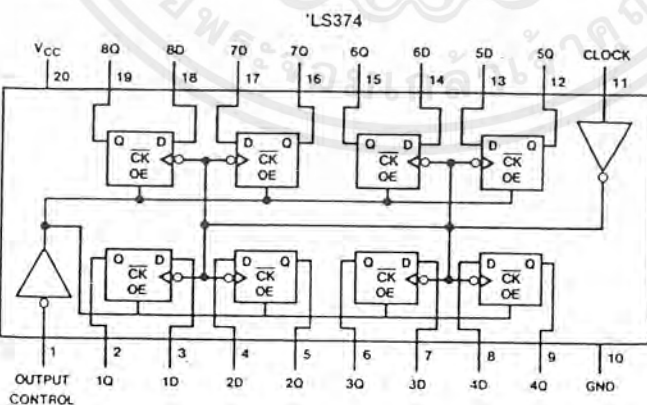 'LS374
VCC 8Q 8D 7D 7Q 6Q 6D 5D 5Q CLOCK
20 19 18 17 16 15 14 13 12 11
Q D D Q Q D D Q
CK CK CK CK
OE OE OE OE
Q D D Q Q D D Q
CK CK CK CK
OE OE OE OE
1 2 3 4 5 6 7 8 9 10
OUTPUT CONTROL 1Q 1D 2D 2Q 3Q 3D 4D 4Q GND